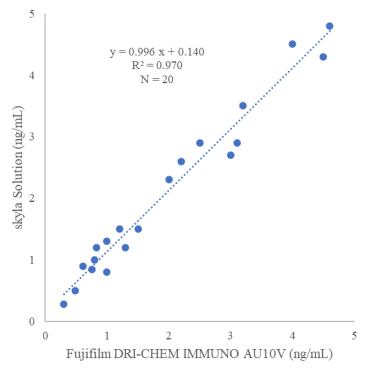 y = 0.996 x + 0.140
R² = 0.970
N = 20
skyla Solution (ng/mL)
5
4
3
2
1
0
0 1 2 3 4 5
Fujifilm DRI-CHEM IMMUNO AU10V (ng/mL)